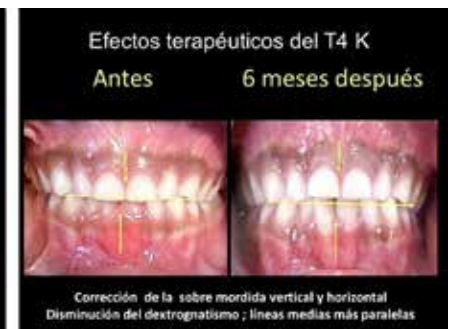 Efectos terapéuticos del T4 K
Antes
6 meses después
Corrección de la sobre mordida vertical y horizontal
Disminución del dextrognatismo ; líneas medias más paralelas